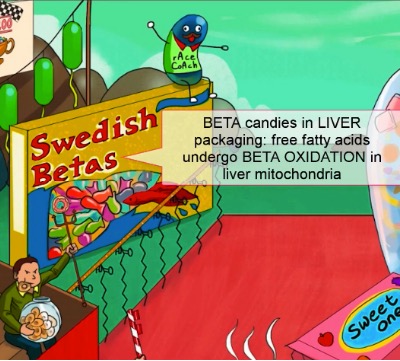 .00
rAce
CoAch
Swedish
Betas
BETA candies in LIVER
packaging: free fatty acids
undergo BETA OXIDATION in
liver mitochondria
Sweet
one